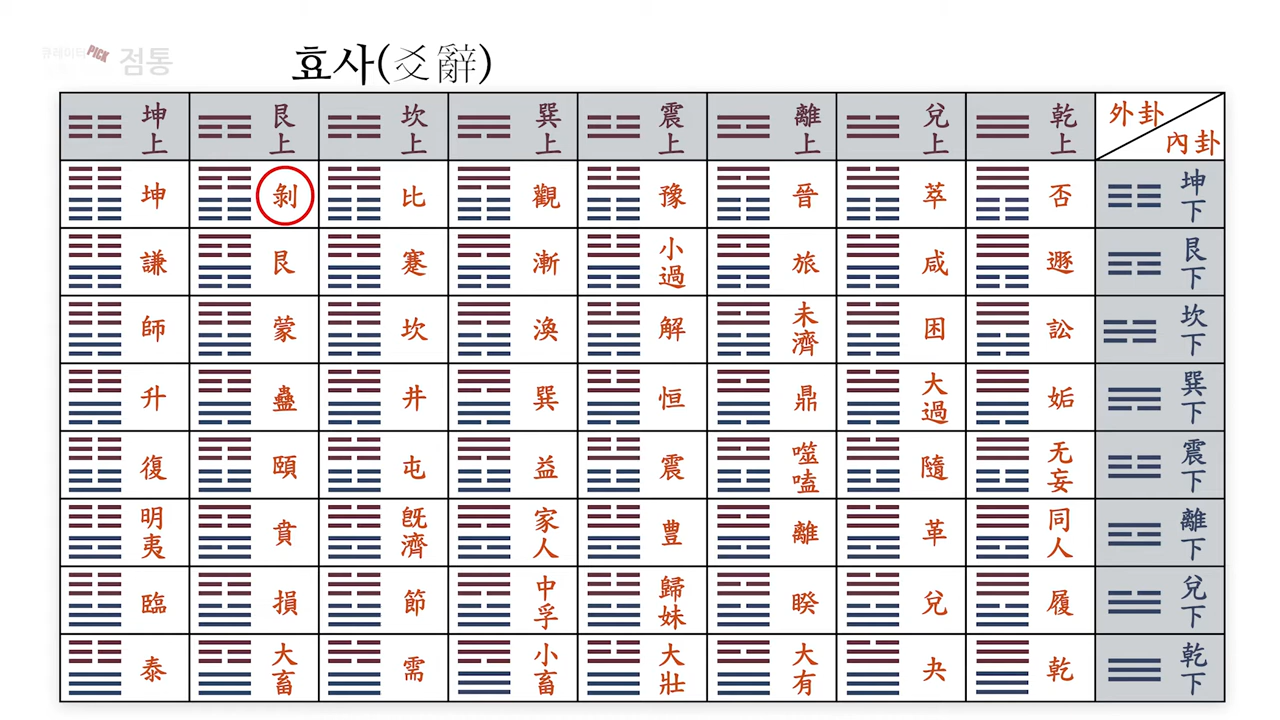 큐레이터 PICK 점통
효사(爻辭)
坤上 艮上 坎上 巽上 震上 離上 兌上 乾上 外卦 內卦
坤 剝 比 觀 豫 晉 萃 否 坤下
謙 艮 蹇 漸 小過 旅 咸 遯 艮下
師 蒙 坎 渙 解 未濟 困 訟 坎下
升 蠱 井 巽 恒 鼎 大過 姤 巽下
復 頤 屯 益 震 噬嗑 隨 无妄 震下
明夷 賁 旣濟 家人 豊 離 革 同人 離下
臨 損 節 中孚 歸妹 睽 兌 履 兌下
泰 大畜 需 小畜 大壯 大有 夬 乾 乾下